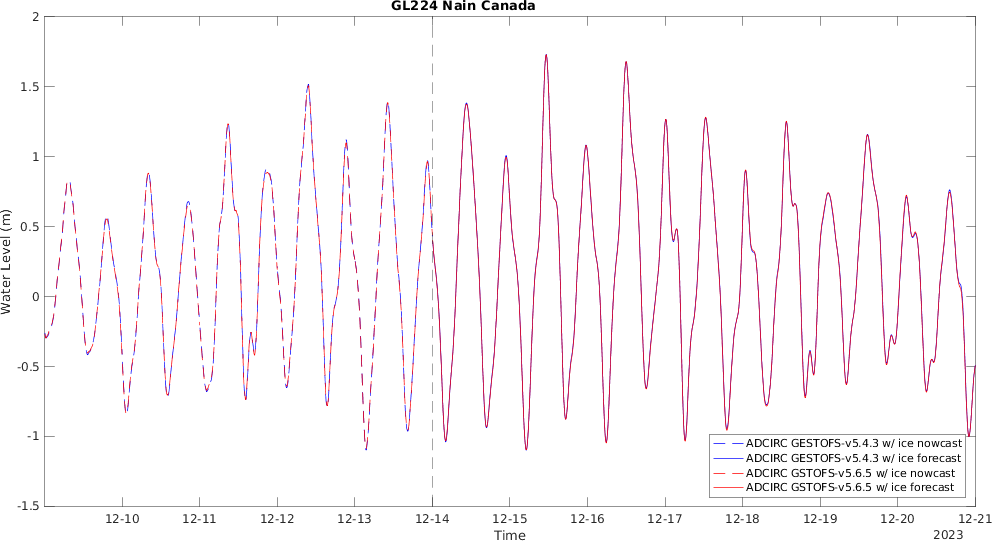 GL224 Nain Canada
2
1.5
1
0.5
0
-0.5
-1
-1.5
Water Level (m)
12-10 12-11 12-12 12-13 12-14 12-15 12-16 12-17 12-18 12-19 12-20 12-21
Time
2023
ADCIRC GESTOFS-v5.4.3 w/ ice nowcast
ADCIRC GESTOFS-v5.4.3 w/ ice forecast
ADCIRC GSTOFS-v5.6.5 w/ ice nowcast
ADCIRC GSTOFS-v5.6.5 w/ ice forecast